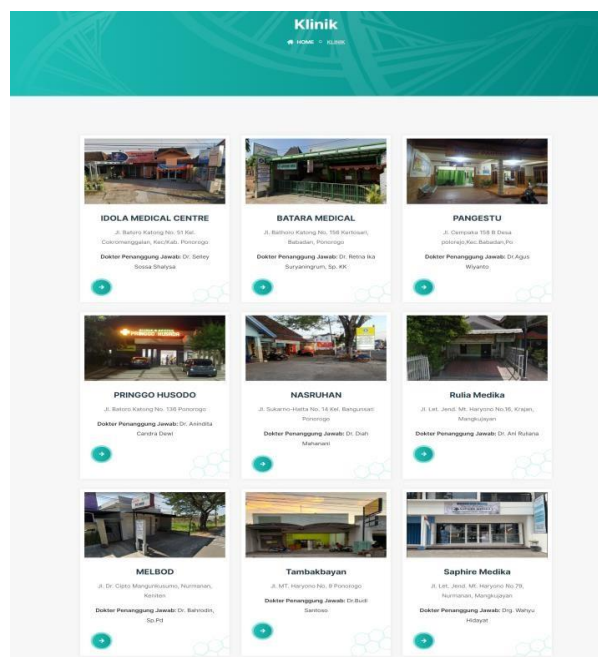 Klinik
HOME
KLINIK
IDOLA MEDICAL CENTRE
Jl. Batoro Katong No. 51 Kel.
Cokromanggalan, Kec/Kab. Ponorogo
Dokter Penanggung Jawab: Dr. Selley
Sossa Shalysa
BATARA MEDICAL
Jl. Bathoro Katong No. 158 Kertosari,
Babadan, Ponorogo
Dokter Penanggung Jawab: Dr. Retna Ika
Suryaningrum, Sp. KK
PANGESTU
Jl. Cempaka 158 B Desa
polorejo,Kec.Babadan,Po
Dokter Penanggung Jawab: Dr.Agus
Wiyanto
PRINGGO HUSODO
Jl. Batoro Katong No. 138 Ponorogo
Dokter Penanggung Jawab: Dr. Anindita
Candra Dewi
NASRUHAN
Jl. Sukarno-Hatta No. 14 Kel. Bangunsari
Ponorogo
Dokter Penanggung Jawab: Dr. Diah
Maharani
Rulia Medika
Jl. Let. Jend. Mt. Haryono No.16, Krajan,
Mangkujayan
Dokter Penanggung Jawab: Dr. Ani Ruliana
MELBOD
Jl. Dr. Cipto Mangunkusumo, Nurmanan,
Keniten
Dokter Penanggung Jawab: Dr. Bahrodin,
Sp.Pd
Tambakbayan
Jl. MT. Haryono No. 8 Ponorogo
Dokter Penanggung Jawab: Dr.Budi
Santoso
Saphire Medika
Jl. Let. Jend. Mt. Haryono No.79,
Nurmanan, Mangkujayan
Dokter Penanggung Jawab: Drg. Wahyu
Hidayat